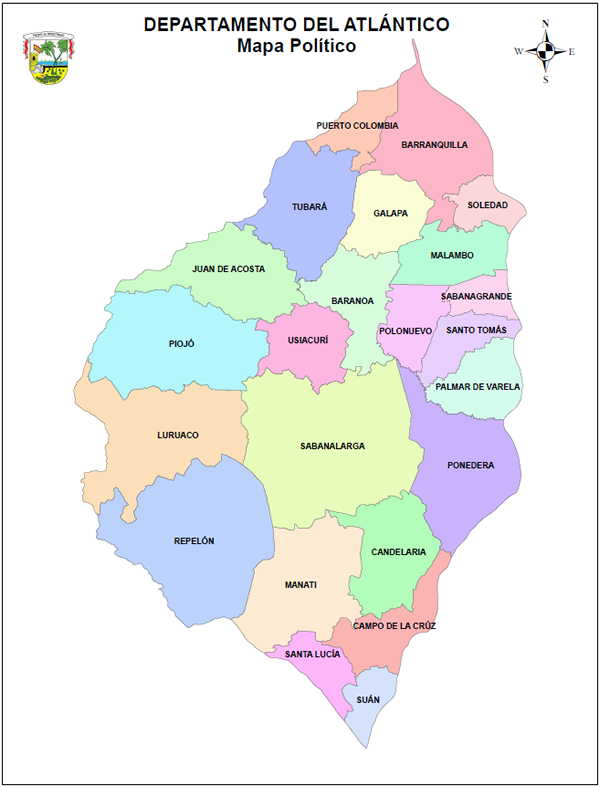 DEPARTAMENTO DEL ATLÁNTICO
Mapa Político
N
W
E
S
PUERTO COLOMBIA
BARRANQUILLA
TUBARÁ
GALAPA
SOLEDAD
MALAMBO
JUAN DE ACOSTA
BARANOA
SABANAGRANDE
POLONUEVO
SANTO TOMÁS
PIOJÓ
USIACURÍ
PALMAR DE VARELA
LURUACO
SABANALARGA
PONEDERA
REPELÓN
CANDELARIA
MANATI
CAMPO DE LA CRÚZ
SANTA LUCÍA
SUÁN